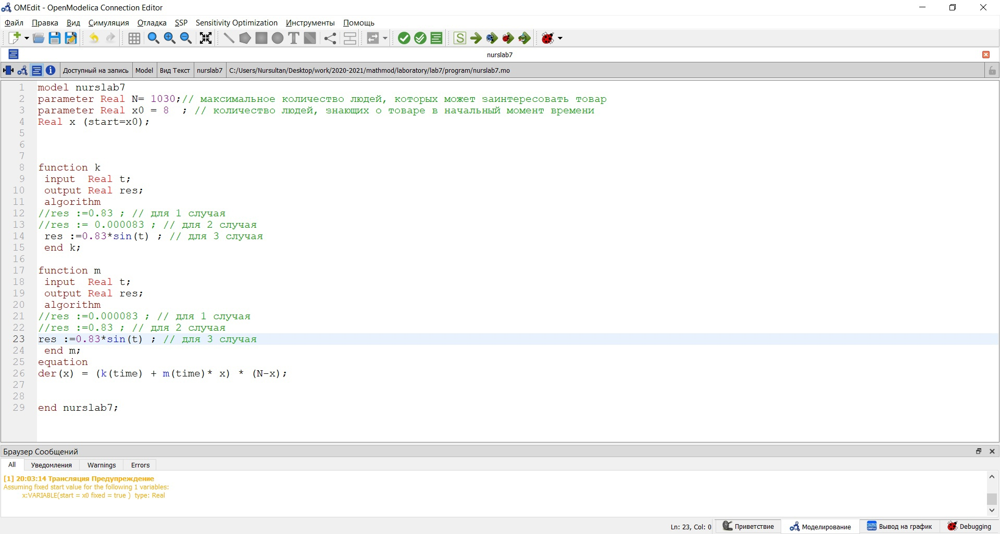 OMEdit - OpenModelica Connection Editor
Файл Правка Вид Симуляция Отладка SSP Sensitivity Optimization Инструменты Помощь
nurslab7
Доступный на запись Model Вид Текст nurslab7 C:/Users/Nursultan/Desktop/work/2020-2021/mathmod/laboratory/lab7/program/nurslab7.mo
1 model nurslab7
2 parameter Real N= 1030;// максимальное количество людей, которых может заинтересовать товар
3 parameter Real x0 = 8  ; // количество людей, знающих о товаре в начальный момент времени
4 Real x (start=x0);
5
6
7
8 function k
9 input  Real t;
10 output Real res;
11 algorithm
12 //res :=0.83 ; // для 1 случая
13 //res := 0.000083 ; // для 2 случая
14 res :=0.83*sin(t) ; // для 3 случая
15 end k;
16
17 function m
18 input  Real t;
19 output Real res;
20 algorithm
21 //res :=0.000083 ; // для 1 случая
22 //res :=0.83 ; // для 2 случая
23 res :=0.83*sin(t) ; // для 3 случая
24 end m;
25 equation
26 der(x) = (k(time) + m(time)* x) * (N-x);
27
28
29 end nurslab7;
Браузер Сообщений
All Уведомления Warnings Errors
[1] 20:03:14 Трансляция Предупреждение
Assuming fixed start value for the following 1 variables:
x:VARIABLE(start = x0 fixed = true )  type: Real
Ln: 23, Col: 0 Приветствие Моделирование Вывод на график Debugging